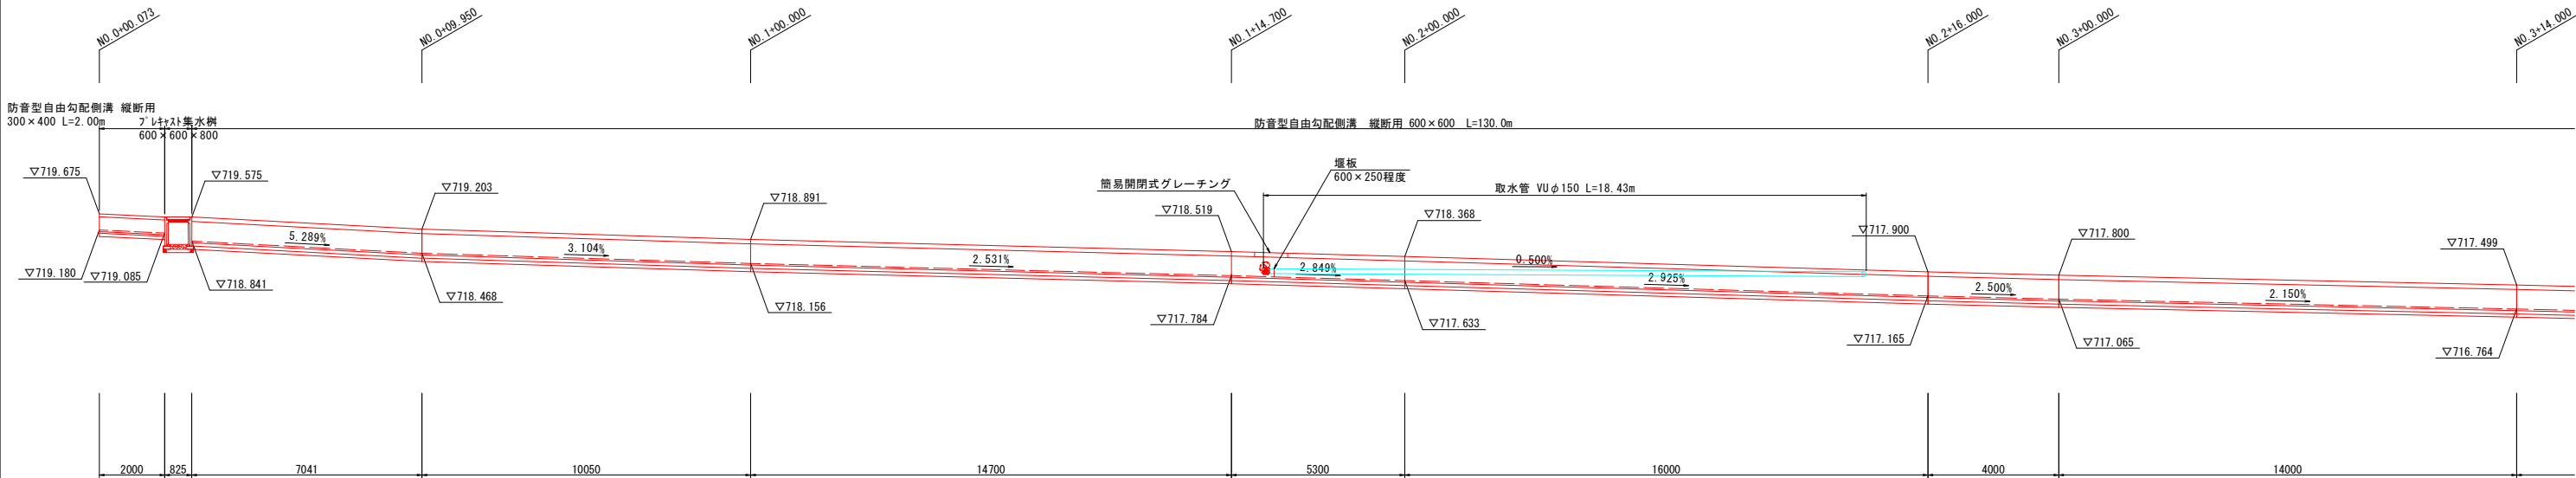 NO.0+00.073
NO.0+09.950
NO.1+00.000
NO.1+14.700
NO.2+00.000
NO.2+16.000
NO.3+00.000
NO.3+14.000
防音型自由勾配側溝 縦断用
300×400 L=2.00m
プレキャスト集水桝
600×600×800
防音型自由勾配側溝 縦断用 600×600 L=130.0m
堰板
600×250程度
簡易開閉式グレーチング
取水管 VUφ150 L=18.43m
▽719.675
▽719.575
▽719.203
▽718.891
▽718.519
▽718.368
▽717.900
▽717.800
▽717.499
5.289%
3.104%
2.531%
2.849%
0.500%
2.925%
2.500%
2.150%
▽719.180
▽719.085
▽718.841
▽718.468
▽718.156
▽717.784
▽717.633
▽717.165
▽717.065
▽716.764
2000
825
7041
10050
14700
5300
16000
4000
14000